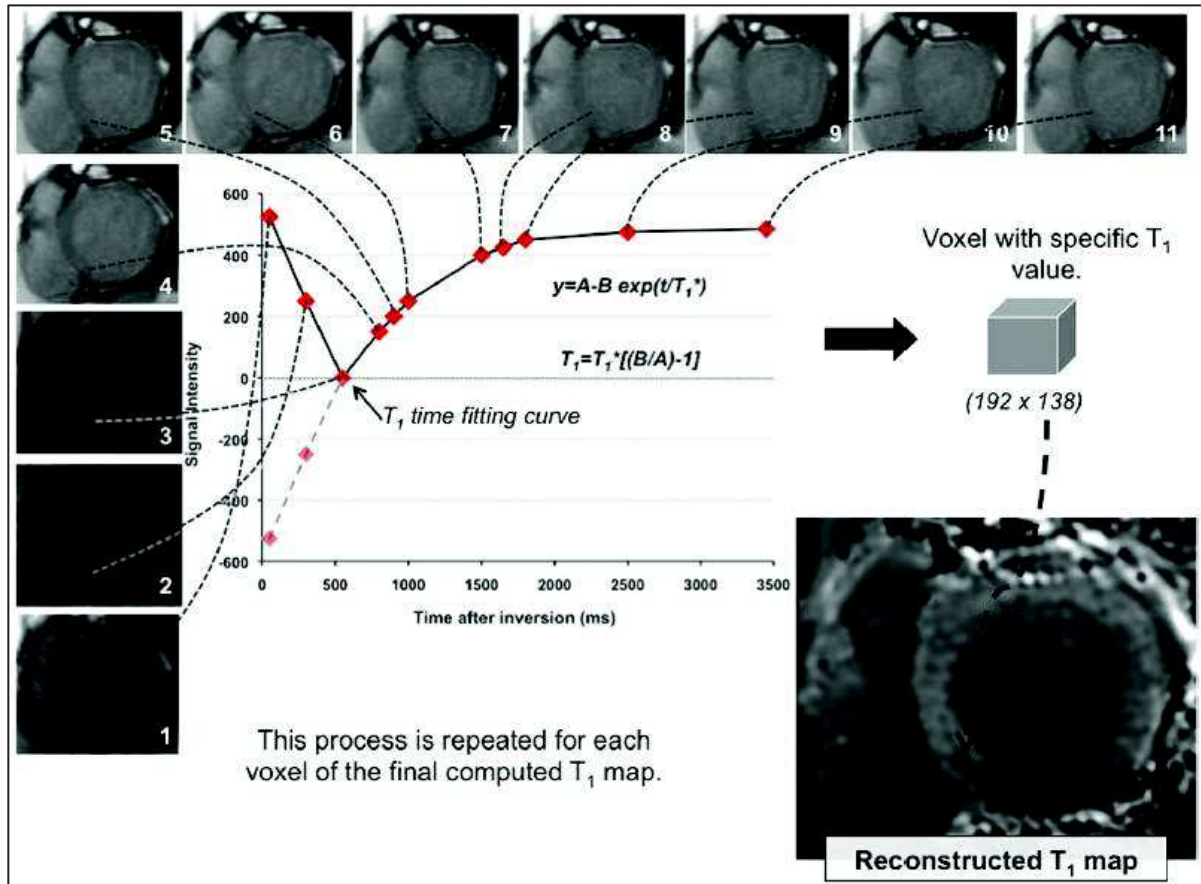 5
6
7
8
9
10
11
4
3
2
1
600
400
200
0
-200
-400
-600
Signal Intensity
0
500
1000
1500
2000
2500
3000
3500
Time after inversion (ms)
y=A-B exp(t/T₁*)
T₁=T₁*[(B/A)-1]
T₁ time fitting curve
Voxel with specific T₁
value.
(192 x 138)
This process is repeated for each
voxel of the final computed T₁ map.
Reconstructed T₁ map